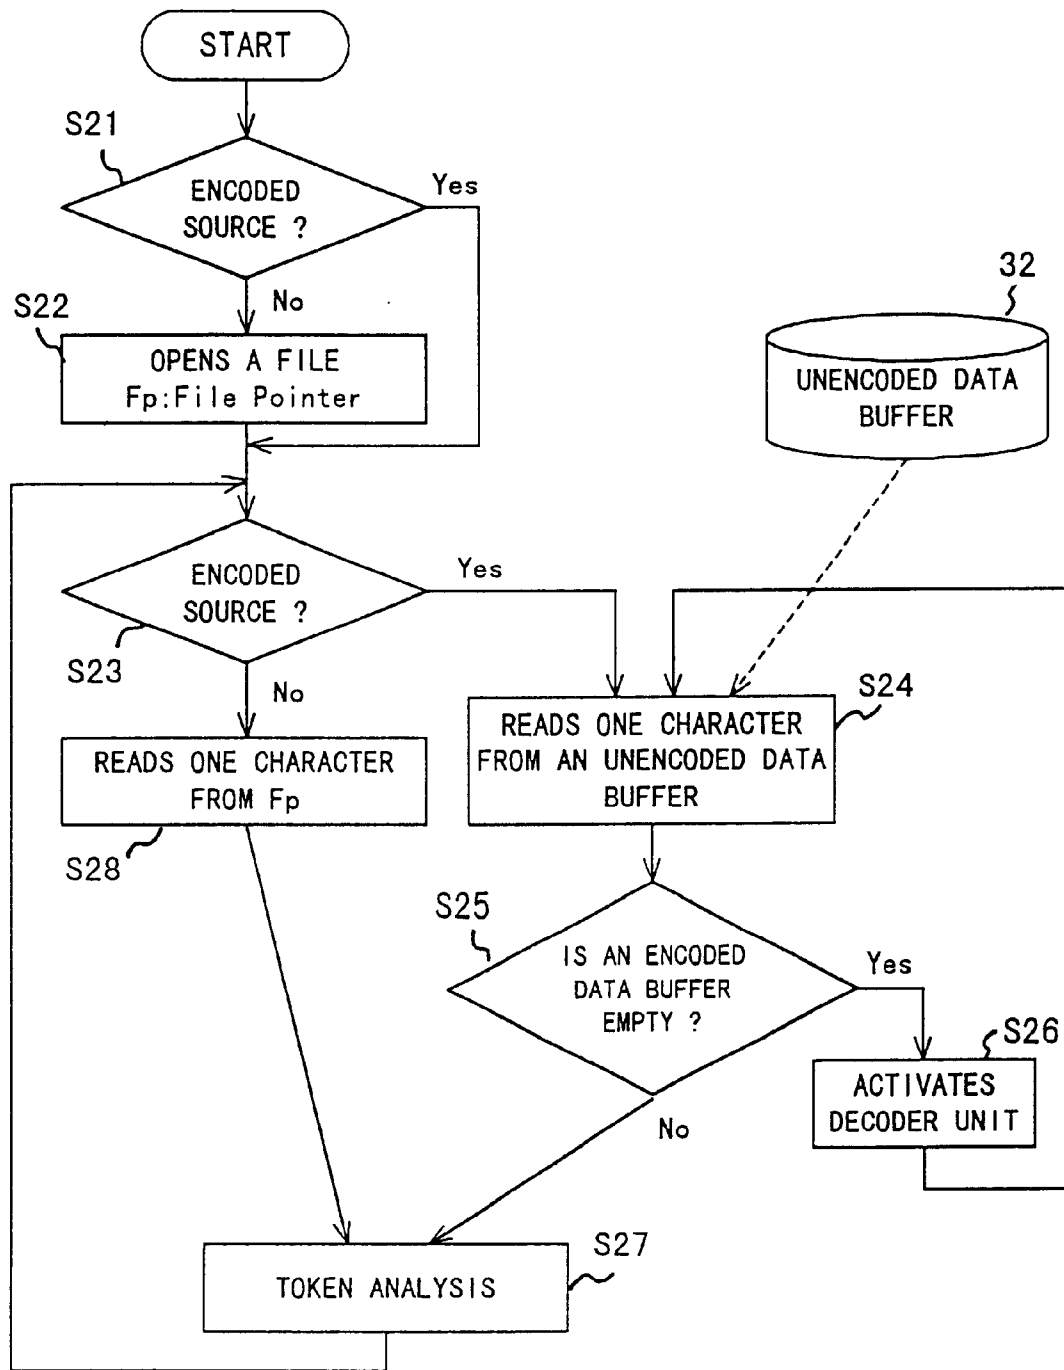 START
S21
ENCODED
SOURCE ?
Yes
No
S22
OPENS A FILE
Fp:File Pointer
32
UNENCODED DATA
BUFFER
ENCODED
SOURCE ?
Yes
S23
No
S24
READS ONE CHARACTER
FROM AN UNENCODED DATA
BUFFER
READS ONE CHARACTER
FROM Fp
S28
S25
IS AN ENCODED
DATA BUFFER
EMPTY ?
Yes
S26
ACTIVATES
DECODER UNIT
No
S27
TOKEN ANALYSIS